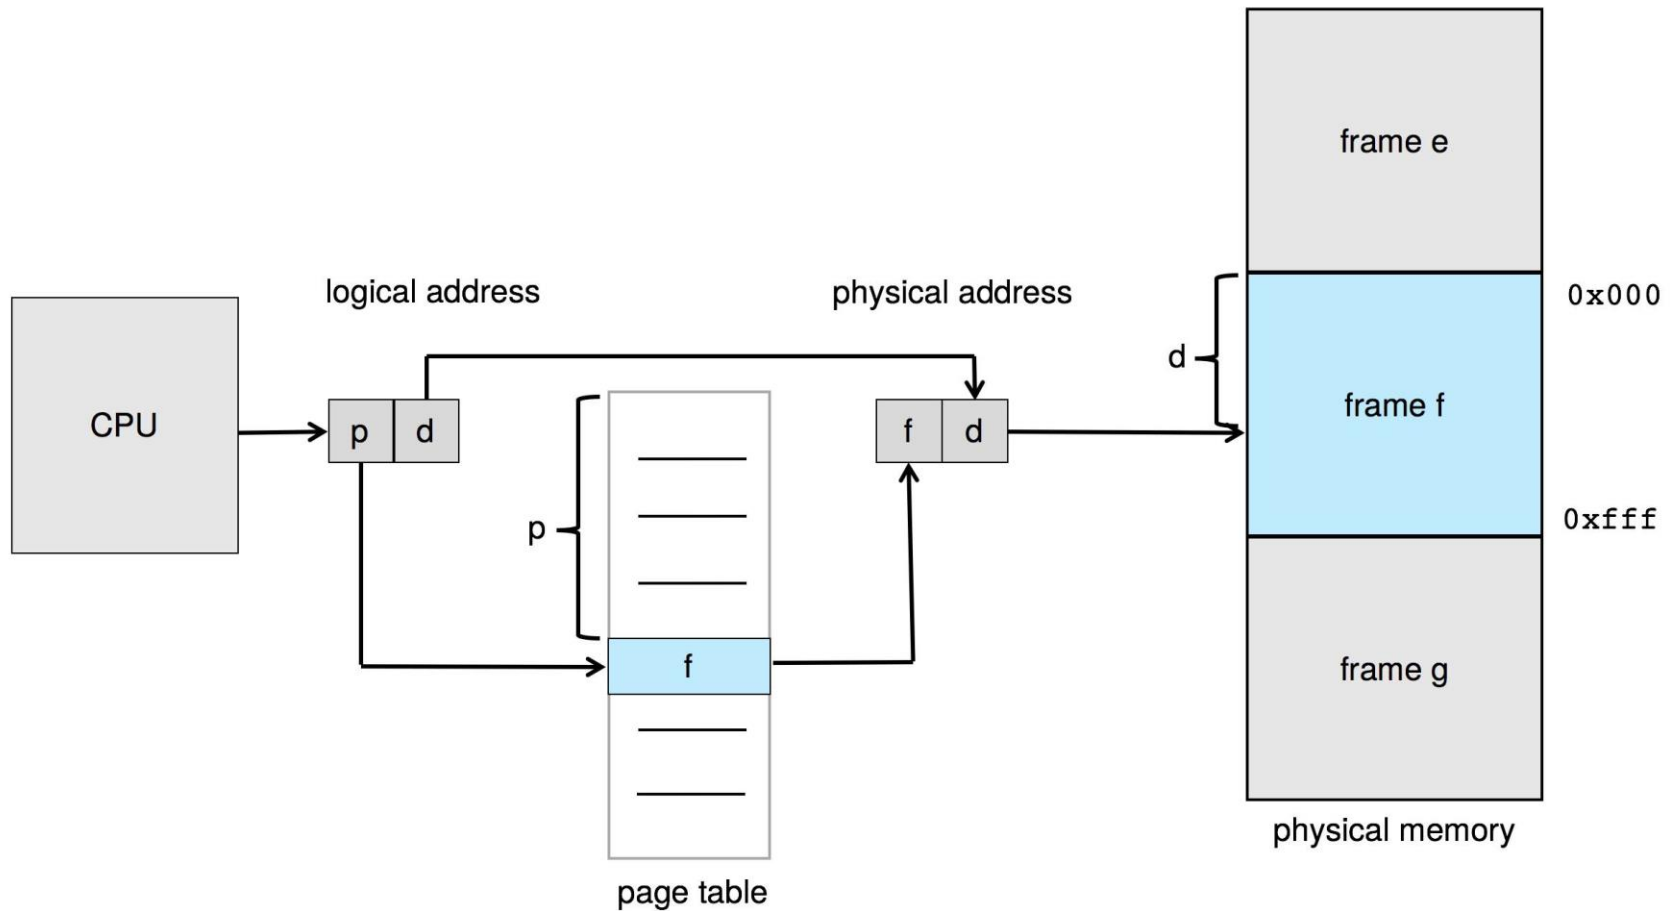 frame e
logical address
physical address
0x000
d
frame f
CPU
p
d
f
d
0xfff
p
f
frame g
physical memory
page table